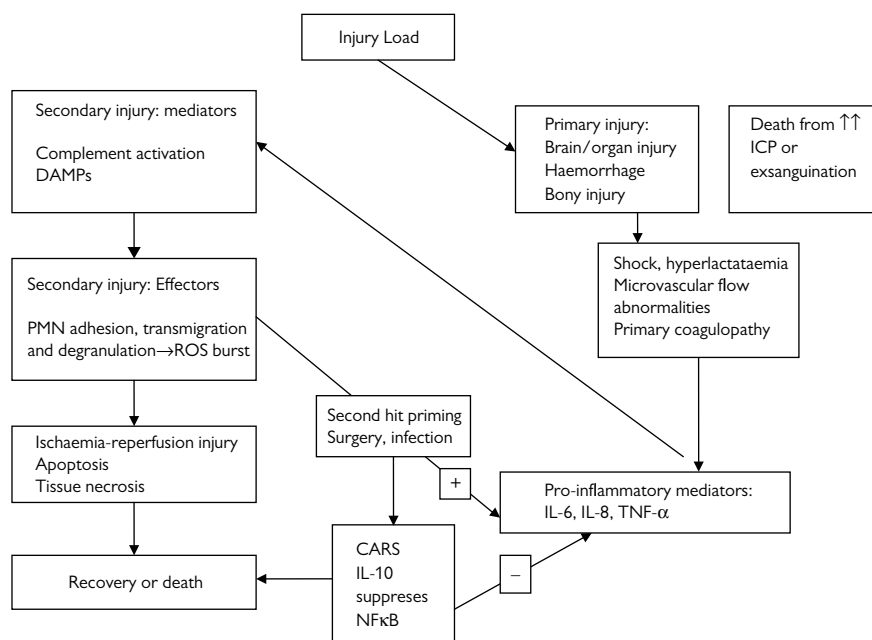 Injury Load
Secondary injury: mediators
Complement activation
DAMPs
Primary injury:
Brain/organ injury
Haemorrhage
Bony injury
Death from ↑↑
ICP or
exsanguination
Secondary injury: Effectors
PMN adhesion, transmigration
and degranulation→ROS burst
Shock, hyperlactataemia
Microvascular flow
abnormalities
Primary coagulopathy
Second hit priming
Surgery, infection
Ischaemia-reperfusion injury
Apoptosis
Tissue necrosis
+
Pro-inflammatory mediators:
IL-6, IL-8, TNF-α
Recovery or death
CARS
IL-10
suppreses
NFκB
–